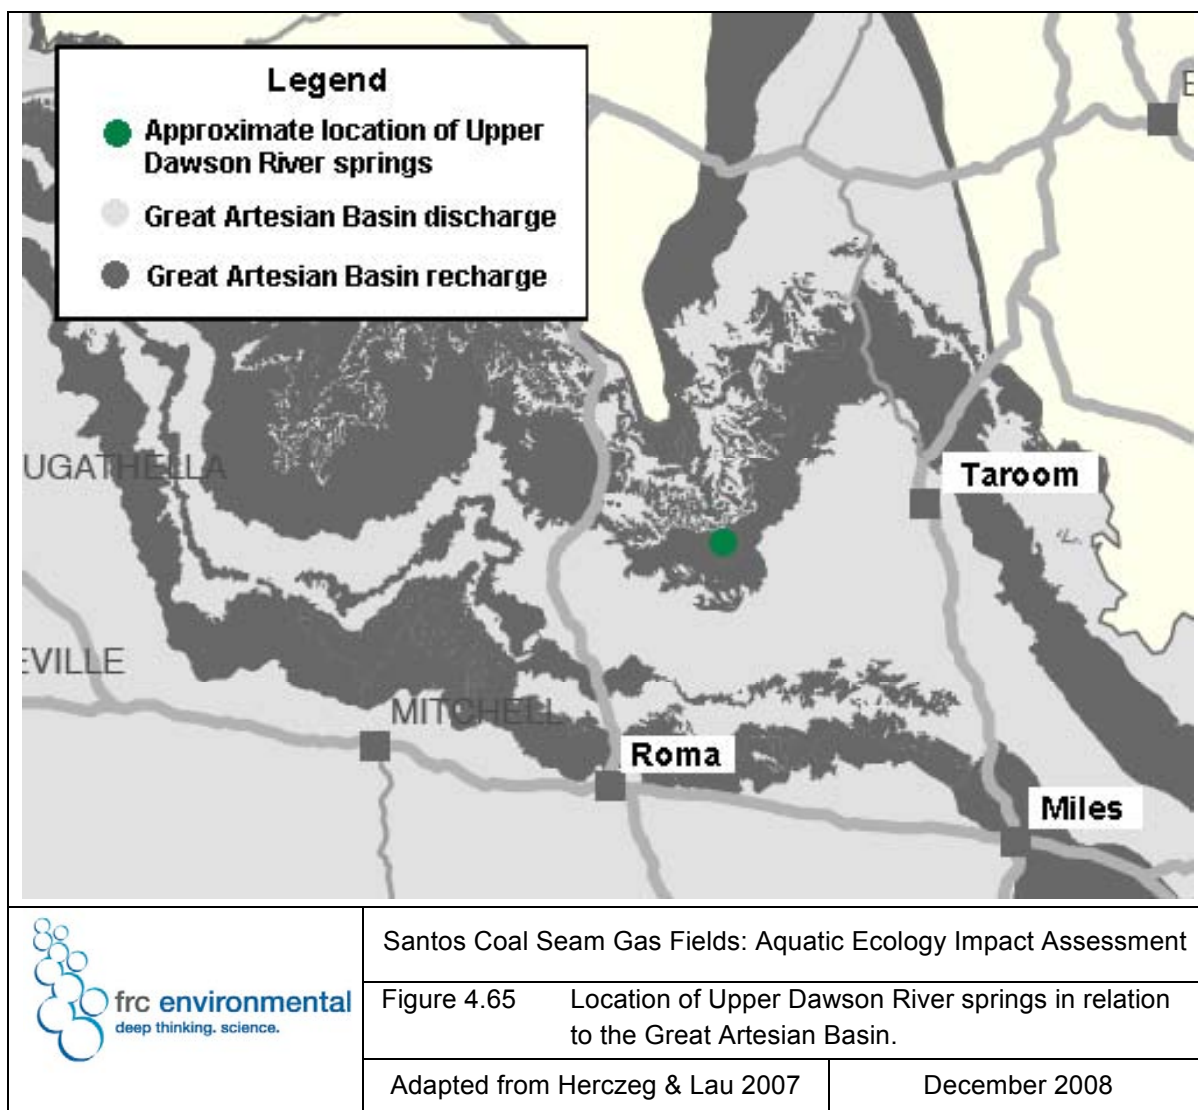 Legend
Approximate location of Upper
Dawson River springs
Great Artesian Basin discharge
Great Artesian Basin recharge
E
UGATHELLA
Taroom
EVILLE
MITCHELL
Roma
Miles
frc environmental
deep thinking. science.
Santos Coal Seam Gas Fields: Aquatic Ecology Impact Assessment
Figure 4.65 Location of Upper Dawson River springs in relation
to the Great Artesian Basin.
Adapted from Herczeg & Lau 2007
December 2008